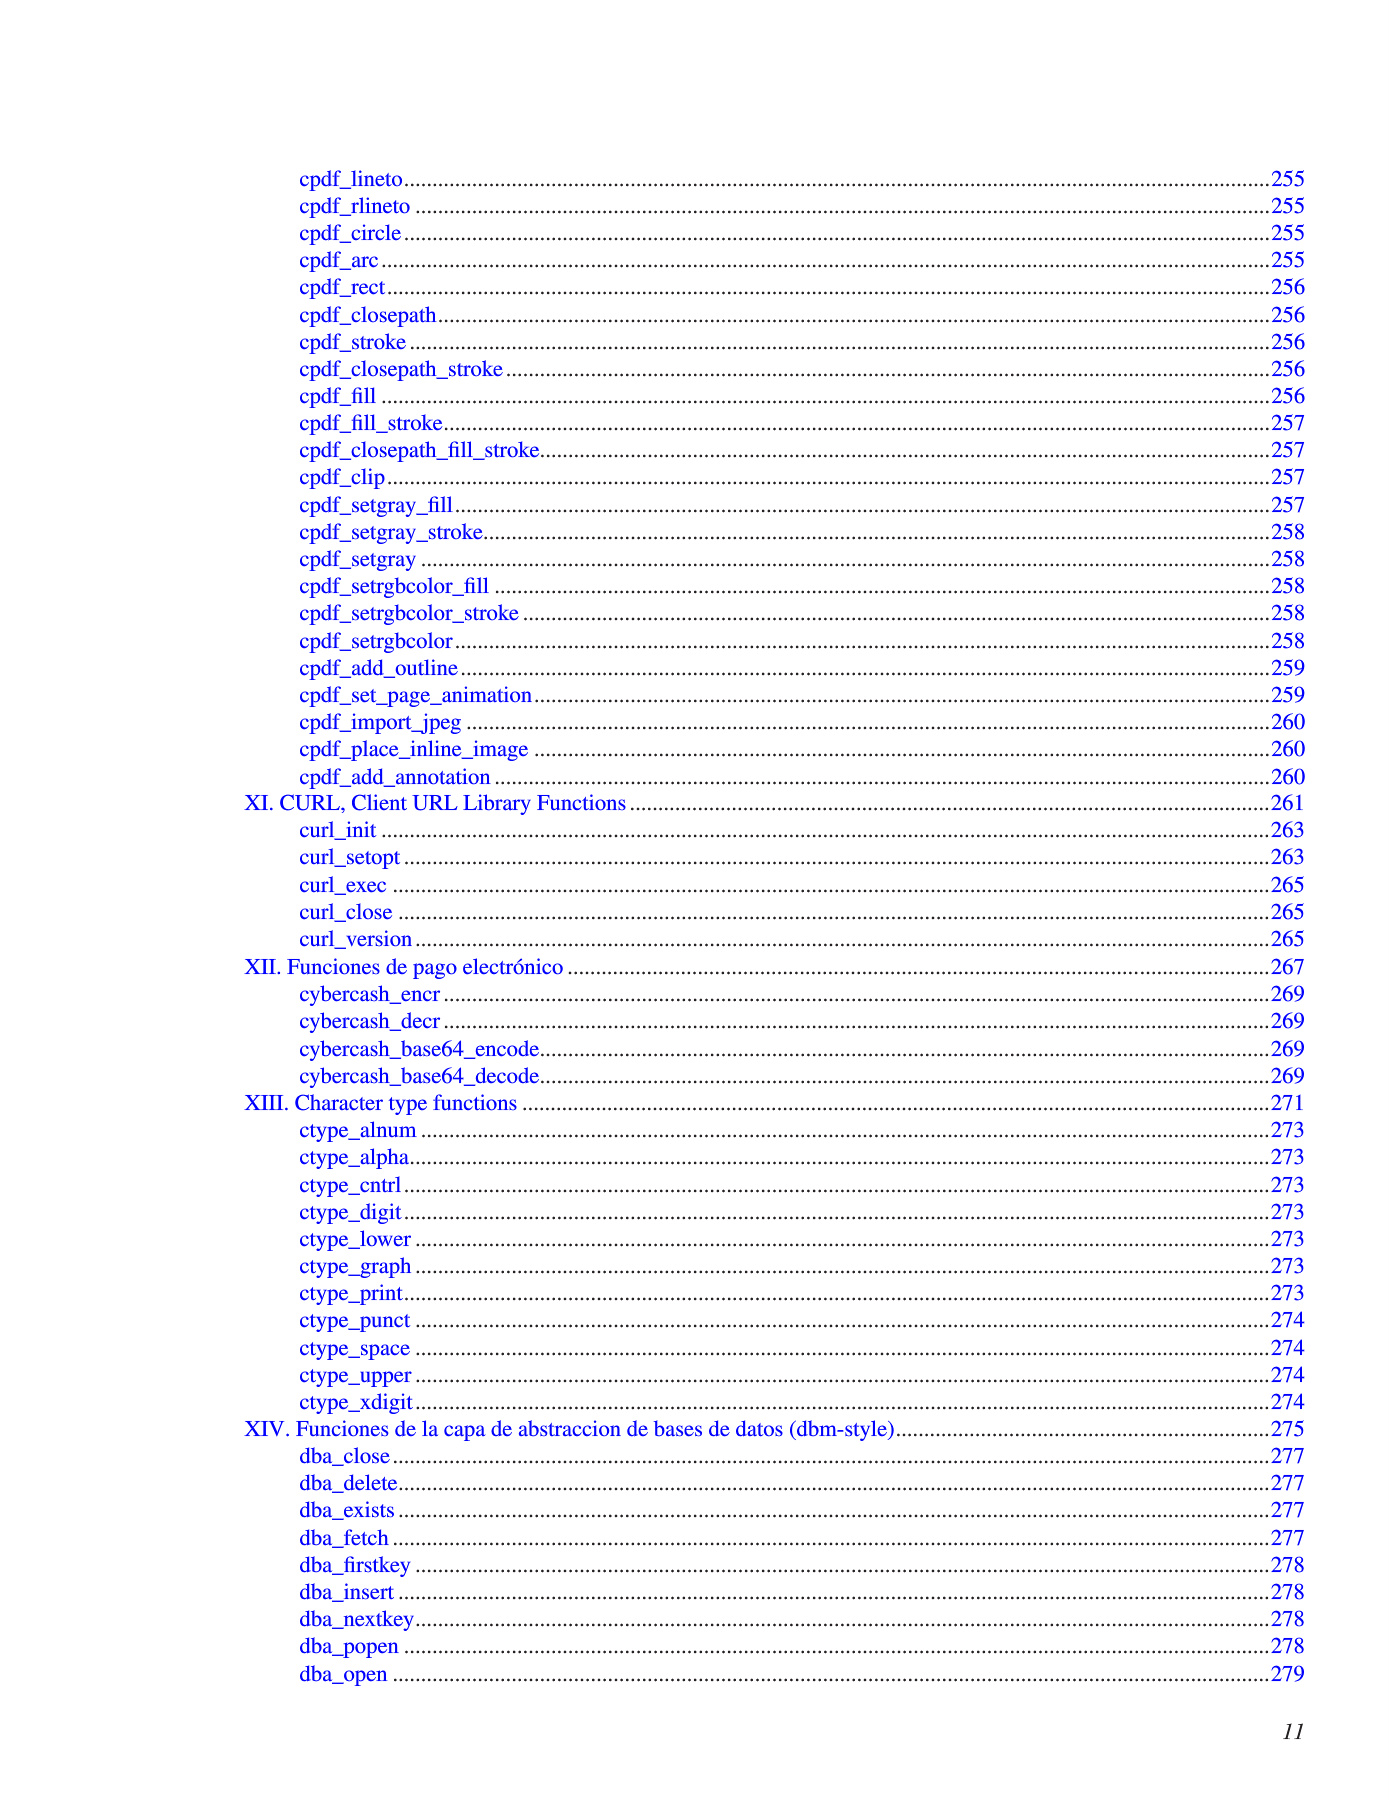 cpdf_lineto 255
cpdf_rlineto 255
cpdf_circle 255
cpdf_arc 255
cpdf_rect 256
cpdf_closepath 256
cpdf_stroke 256
cpdf_closepath_stroke 256
cpdf_fill 256
cpdf_fill_stroke 257
cpdf_closepath_fill_stroke 257
cpdf_clip 257
cpdf_setgray_fill 257
cpdf_setgray_stroke 258
cpdf_setgray 258
cpdf_setrgbcolor_fill 258
cpdf_setrgbcolor_stroke 258
cpdf_setrgbcolor 258
cpdf_add_outline 259
cpdf_set_page_animation 259
cpdf_import_jpeg 260
cpdf_place_inline_image 260
cpdf_add_annotation 260
XI. CURL, Client URL Library Functions 261
curl_init 263
curl_setopt 263
curl_exec 265
curl_close 265
curl_version 265
XII. Funciones de pago electrónico 267
cybercash_encr 269
cybercash_decr 269
cybercash_base64_encode 269
cybercash_base64_decode 269
XIII. Character type functions 271
ctype_alnum 273
ctype_alpha 273
ctype_cntrl 273
ctype_digit 273
ctype_lower 273
ctype_graph 273
ctype_print 273
ctype_punct 274
ctype_space 274
ctype_upper 274
ctype_xdigit 274
XIV. Funciones de la capa de abstraccion de bases de datos (dbm-style) 275
dba_close 277
dba_delete 277
dba_exists 277
dba_fetch 277
dba_firstkey 278
dba_insert 278
dba_nextkey 278
dba_popen 278
dba_open 279
11